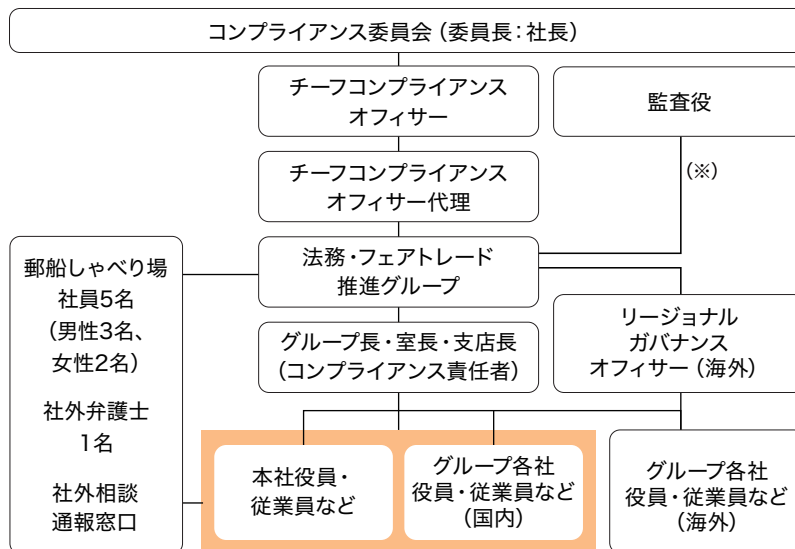 コンプライアンス委員会(委員長:社長)
チーフコンプライアンス
オフィサー
監査役
(※)
チーフコンプライアンス
オフィサー代理
法務・フェアトレード
推進グループ
郵船しゃべり場
社員5名
(男性3名、
女性2名)
社外弁護士
1名
社外相談
通報窓口
グループ長・室長・支店長
(コンプライアンス責任者)
リージョナル
ガバナンス
オフィサー(海外)
本社役員・
従業員など
グループ各社
役員・従業員など
(国内)
グループ各社
役員・従業員など
(海外)